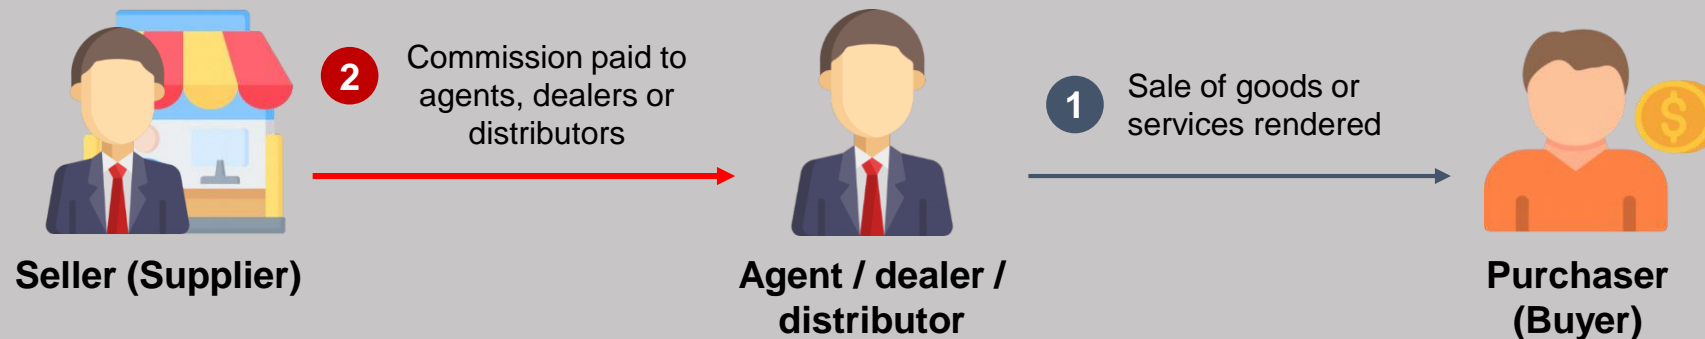 2
Commission paid to
agents, dealers or
distributors
1
Sale of goods or
services rendered
$
Seller (Supplier)
Agent / dealer /
distributor
Purchaser
(Buyer)